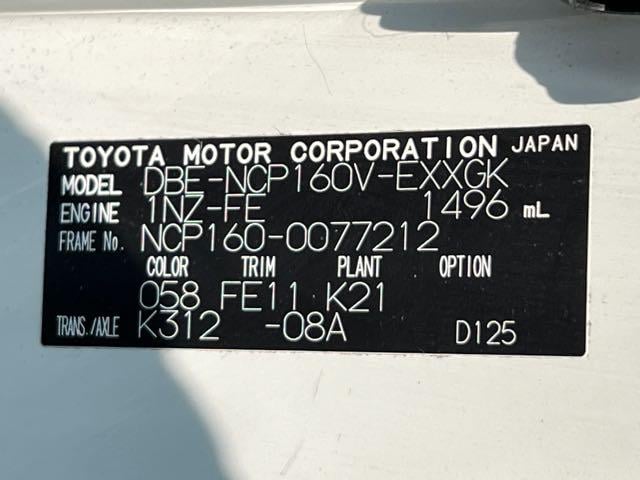 TOYOTA MOTOR CORPORATION JAPAN
MODEL DBE-NCP160V-EXXGK
ENGINE 1NZ-FE 1496 mL
FRAME No. NCP160-0077212
COLOR TRIM PLANT OPTION
058 FE11 K21
TRANS./AXLE K312 -08A D125